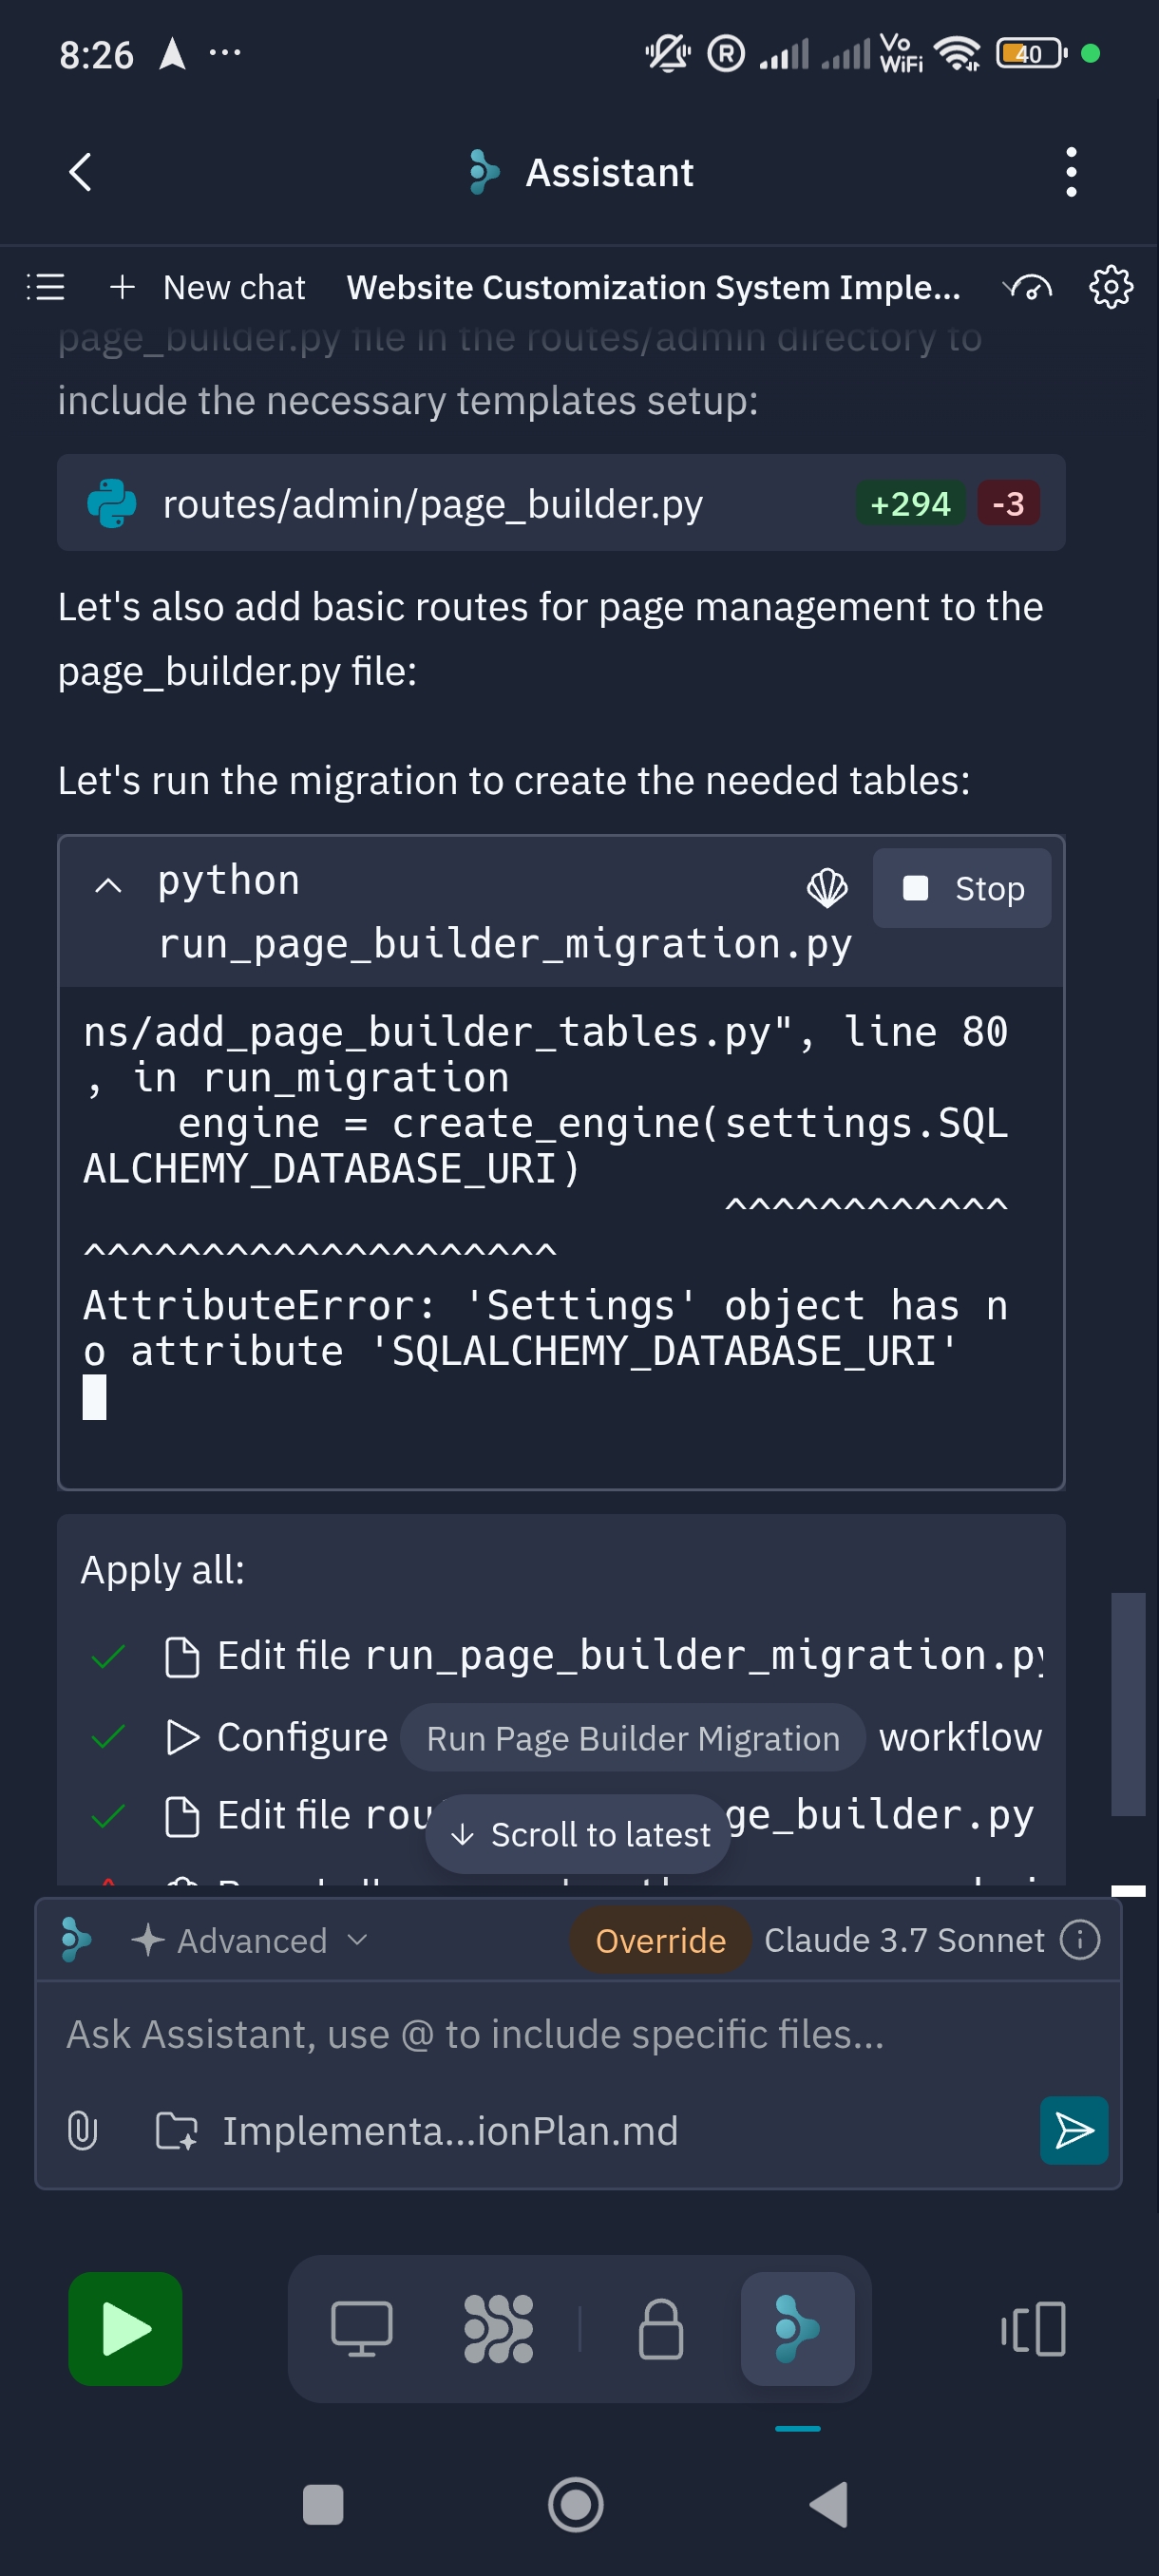 8:26
R
Vo
WiFi
40
Assistant
New chat Website Customization System Imple...
page_builder.py file in the routes/admin directory to
include the necessary templates setup:
routes/admin/page_builder.py +294 -3
Let's also add basic routes for page management to the
page_builder.py file:
Let's run the migration to create the needed tables:
python
Stop
run_page_builder_migration.py
ns/add_page_builder_tables.py", line 80
, in run_migration
engine = create_engine(settings.SQL
ALCHEMY_DATABASE_URI)
^^^^^^^^^^^^
^^^^^^^^^^^^^^^^^^^^
AttributeError: 'Settings' object has n
o attribute 'SQLALCHEMY_DATABASE_URI'
Apply all:
Edit file run_page_builder_migration.py
Configure Run Page Builder Migration workflow
Edit file rou ge_builder.py
Scroll to latest
Advanced Override Claude 3.7 Sonnet
Ask Assistant, use @ to include specific files...
Implementa...ionPlan.md